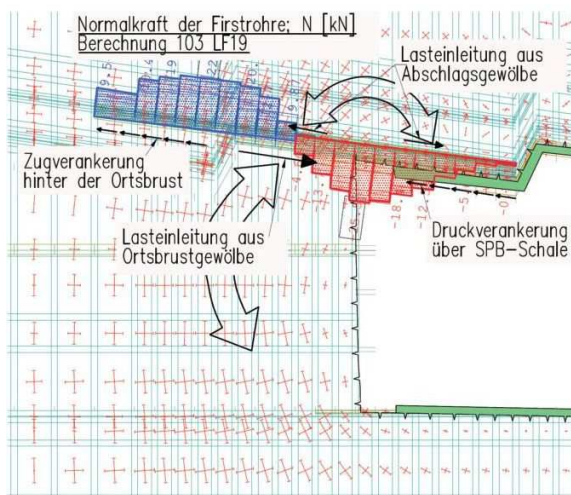 Normalkraft der Firstrohre; N [kN]
Berechnung 103 LF19
Lasteinleitung aus
Abschlagsgewölbe
Zugverankerung
hinter der Ortsbrust
Lasteinleitung aus
Ortsbrustgewölbe
Druckverankerung
über SPB-Schale